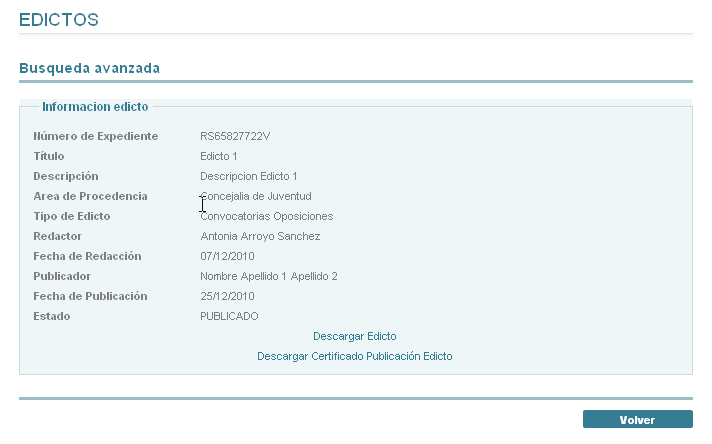 EDICTOS
Busqueda avanzada
Informacion edicto
Número de Expediente RS65827722V
Título Edicto 1
Descripción Descripcion Edicto 1
Area de Procedencia Concejalia de Juventud
Tipo de Edicto Convocatorias Oposiciones
Redactor Antonia Arroyo Sanchez
Fecha de Redacción 07/12/2010
Publicador Nombre Apellido 1 Apellido 2
Fecha de Publicación 25/12/2010
Estado PUBLICADO
Descargar Edicto
Descargar Certificado Publicación Edicto
Volver